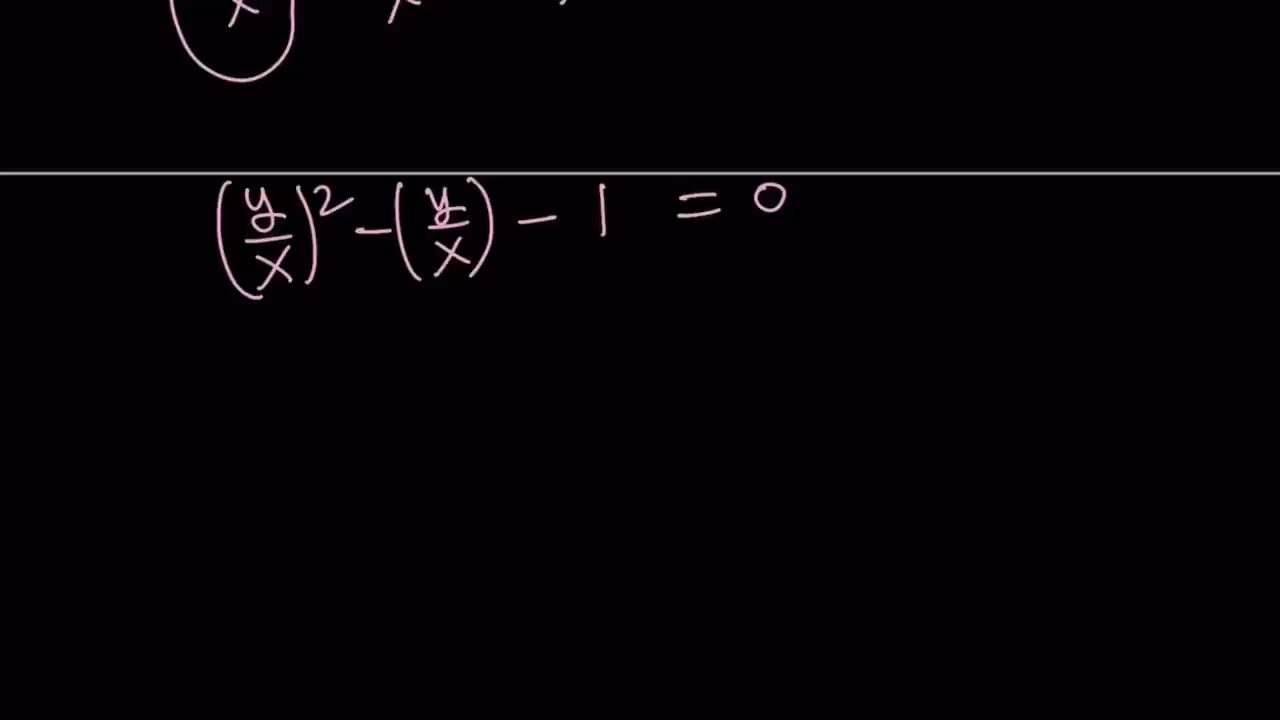 x x
(y/x)² - (y/x) - 1 = 0